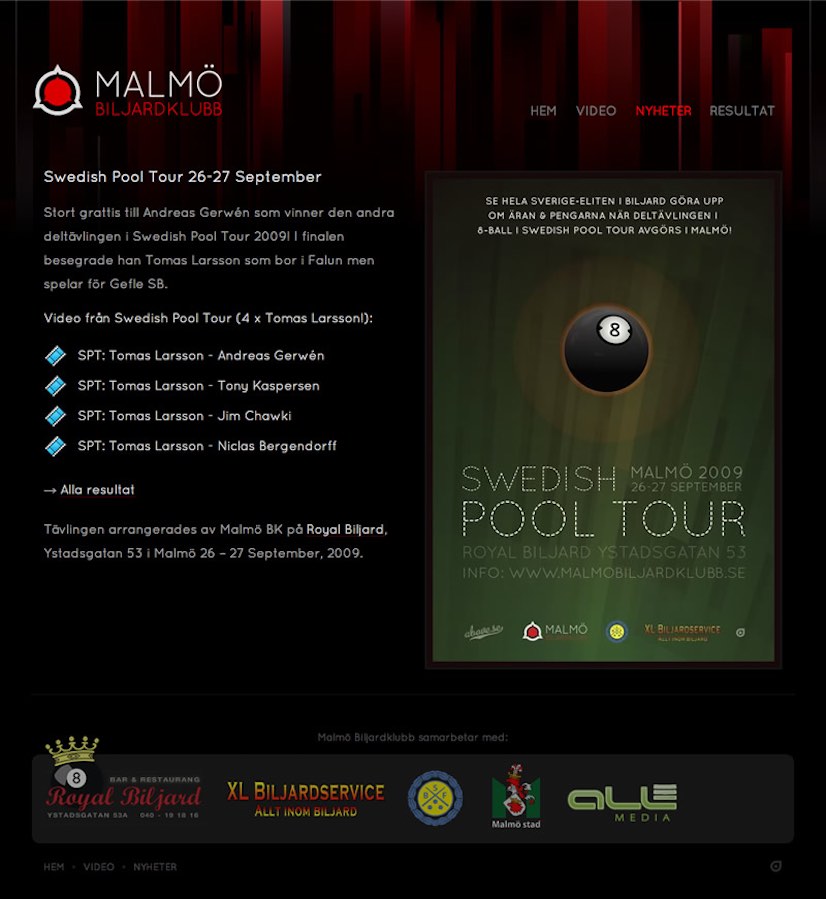 MALMÖ
BILJARDKLUBB
HEM VIDEO NYHETER RESULTAT
Swedish Pool Tour 26-27 September
Stort grattis till Andreas Gerwén som vinner den andra
deltävlingen i Swedish Pool Tour 2009! I finalen
besegrade han Tomas Larsson som bor i Falun men
spelar för Gefle SB.
Video från Swedish Pool Tour (4 x Tomas Larsson!):
SPT: Tomas Larsson - Andreas Gerwén
SPT: Tomas Larsson - Tony Kaspersen
SPT: Tomas Larsson - Jim Chawki
SPT: Tomas Larsson - Niclas Bergendorff
→ Alla resultat
Tävlingen arrangerades av Malmö BK på Royal Biljard,
Ystadsgatan 53 i Malmö 26 – 27 September, 2009.
SE HELA SVERIGE-ELITEN I BILJARD GÖRA UPP
OM ÄRAN & PENGARNA NÄR DELTÄVLINGEN I
8-BALL I SWEDISH POOL TOUR AVGÖRS I MALMÖ!
8
SWEDISH MALMÖ 2009
26-27 SEPTEMBER
POOL TOUR
ROYAL BILJARD YSTADSGATAN 53
INFO: WWW.MALMOBILJARDKLUBB.SE
above.se
MALMÖ
XL BILJARDSERVICE
ALLT INOM BILJARD
Malmö Biljardklubb samarbetar med:
8
BAR & RESTAURANG
Royal Biljard
YSTADSGATAN 53A 040 - 19 18 16
XL BILJARDSERVICE
ALLT INOM BILJARD
Malmö stad
ALLE
MEDIA
HEM • VIDEO • NYHETER